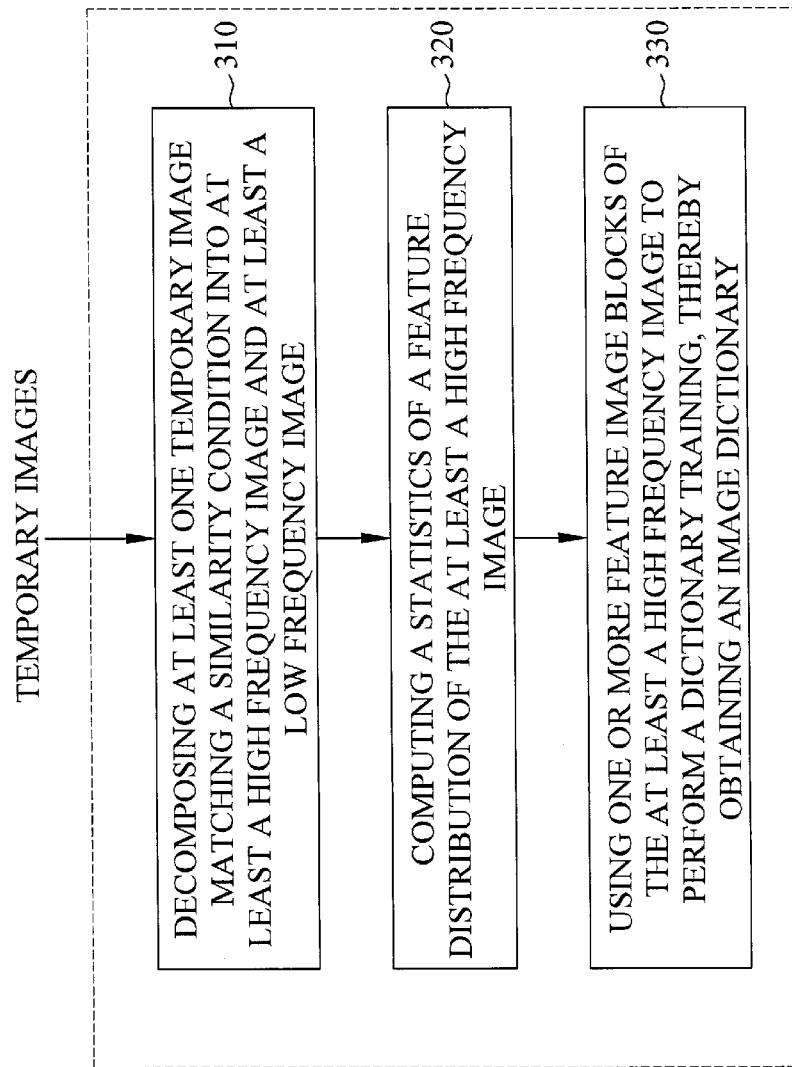 TEMPORARY IMAGES
DECOMPOSING AT LEAST ONE TEMPORARY IMAGE
MATCHING A SIMILARITY CONDITION INTO AT
LEAST A HIGH FREQUENCY IMAGE AND AT LEAST A
LOW FREQUENCY IMAGE
310
COMPUTING A STATISTICS OF A FEATURE
DISTRIBUTION OF THE AT LEAST A HIGH FREQUENCY
IMAGE
320
USING ONE OR MORE FEATURE IMAGE BLOCKS OF
THE AT LEAST A HIGH FREQUENCY IMAGE TO
PERFORM A DICTIONARY TRAINING, THEREBY
OBTAINING AN IMAGE DICTIONARY
330